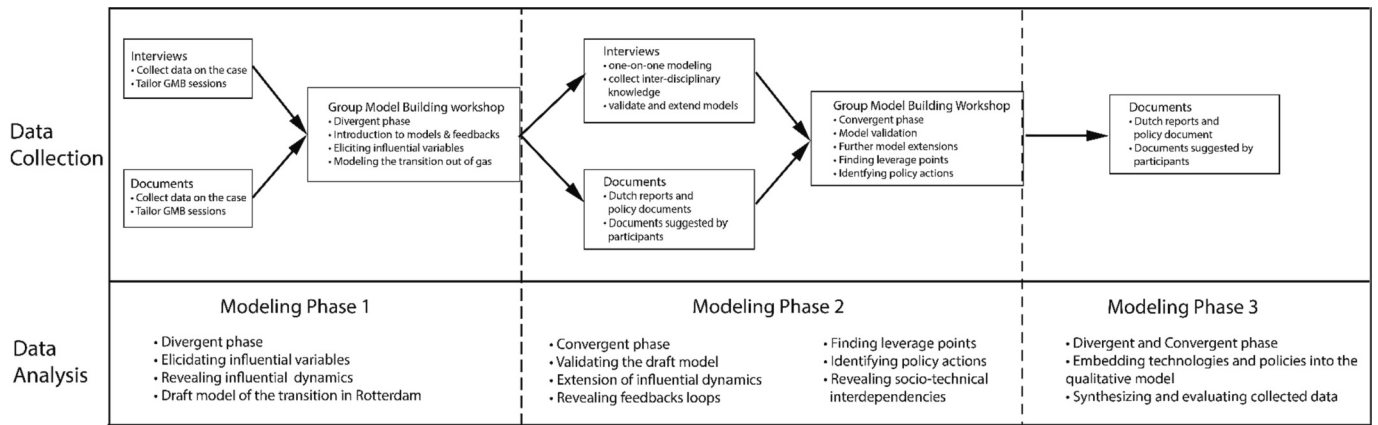 Data
Collection
Interviews
• Collect data on the case
• Tailor GMB sessions
Documents
• Collect data on the case
• Tailor GMB sessions
Group Model Building workshop
• Divergent phase
• Introduction to models & feedbacks
• Eliciting influential variables
• Modeling the transition out of gas
Interviews
• one-on-one modeling
• collect inter-disciplinary
knowledge
• validate and extend models
Documents
• Dutch reports and
policy documents
• Documents suggested by
participants
Group Model Building Workshop
• Convergent phase
• Model validation
• Further model extensions
• Finding leverage points
• Identfying policy actions
Documents
• Dutch reports and
policy document
• Documents suggested by
participants
Data
Analysis
Modeling Phase 1
• Divergent phase
• Elicidating influential variables
• Revealing influential dynamics
• Draft model of the transition in Rotterdam
Modeling Phase 2
• Convergent phase
• Validating the draft model
• Extension of influential dynamics
• Revealing feedbacks loops
• Finding leverage points
• Identifying policy actions
• Revealing socio-technical
interdependencies
Modeling Phase 3
• Divergent and Convergent phase
• Embedding technologies and policies into the
qualitative model
• Synthesizing and evaluating collected data